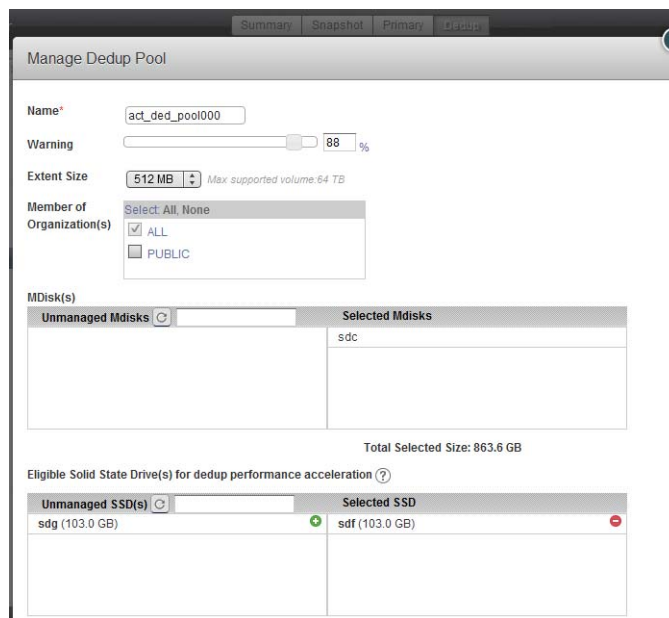 Summary Snapshot Primary Dedup
Manage Dedup Pool
Name* act_ded_pool000
Warning 88 %
Extent Size 512 MB Max supported volume:64 TB
Member of Organization(s)
Select: All, None
ALL
PUBLIC
MDisk(s)
Unmanaged Mdisks Selected Mdisks
sdc
Total Selected Size: 863.6 GB
Eligible Solid State Drive(s) for dedup performance acceleration ?
Unmanaged SSD(s) Selected SSD
sdg (103.0 GB) sdf (103.0 GB)